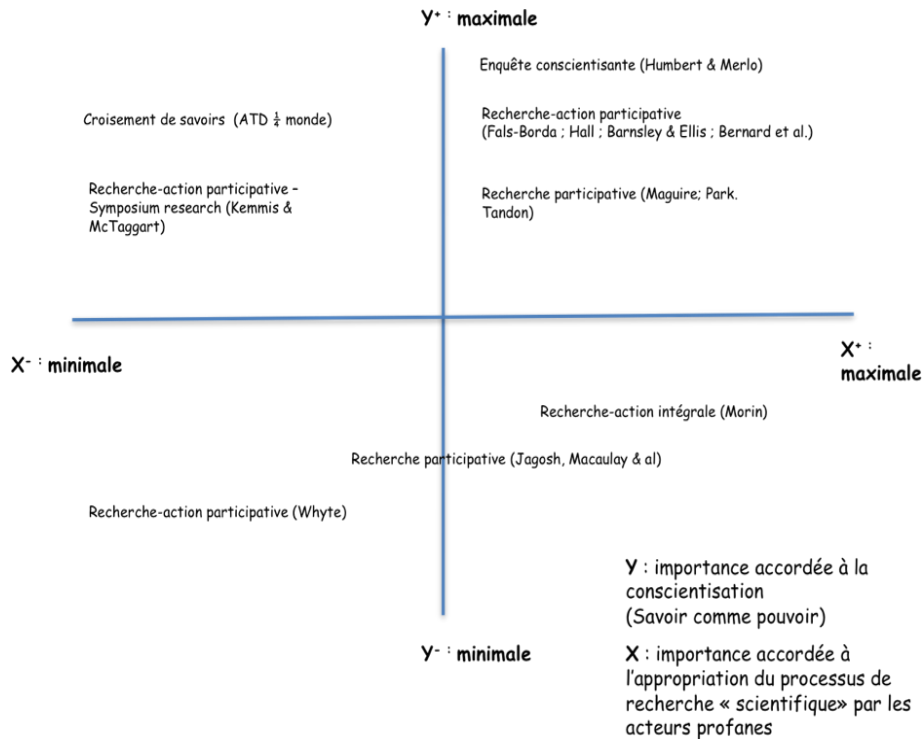 Y⁺ : maximale
Enquête conscientisante (Humbert & Merlo)
Croisement de savoirs (ATD ¼ monde)
Recherche-action participative
(Fals-Borda ; Hall ; Barnsley & Ellis ; Bernard et al.)
Recherche-action participative –
Symposium research (Kemmis &
McTaggart)
Recherche participative (Maguire; Park.
Tandon)
X⁻ : minimale
X⁺ :
maximale
Recherche-action intégrale (Morin)
Recherche participative (Jagosh, Macaulay & al)
Recherche-action participative (Whyte)
Y : importance accordée à la
conscientisation
(Savoir comme pouvoir)
Y⁻ : minimale
X : importance accordée à
l'appropriation du processus de
recherche « scientifique» par les
acteurs profanes